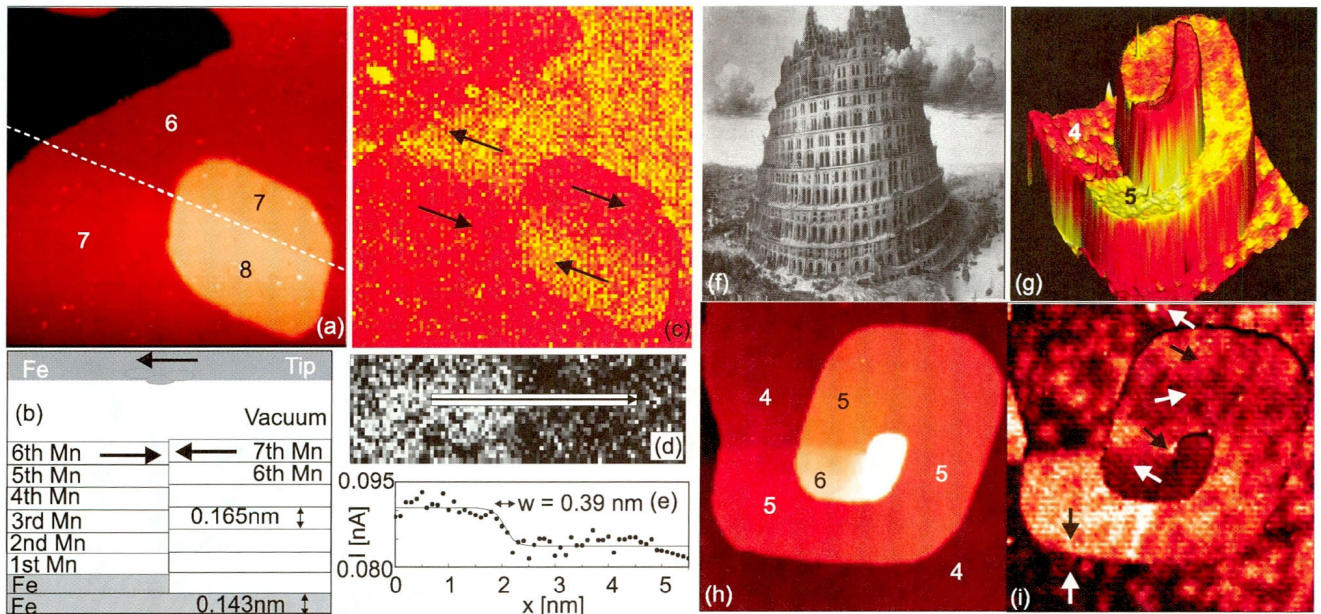 6
7
7
8
(a)
(c)
(f)
4
5
(g)
Fe
Tip
(b)
Vacuum
6th Mn
7th Mn
5th Mn
6th Mn
4th Mn
3rd Mn
0.165nm
2nd Mn
1st Mn
Fe
Fe
0.143nm
(d)
0.095
w = 0.39 nm (e)
I [nA]
0.080
0 1 2 3 4 5
x [nm]
4
5
5
6
5
4
(h)
(i)